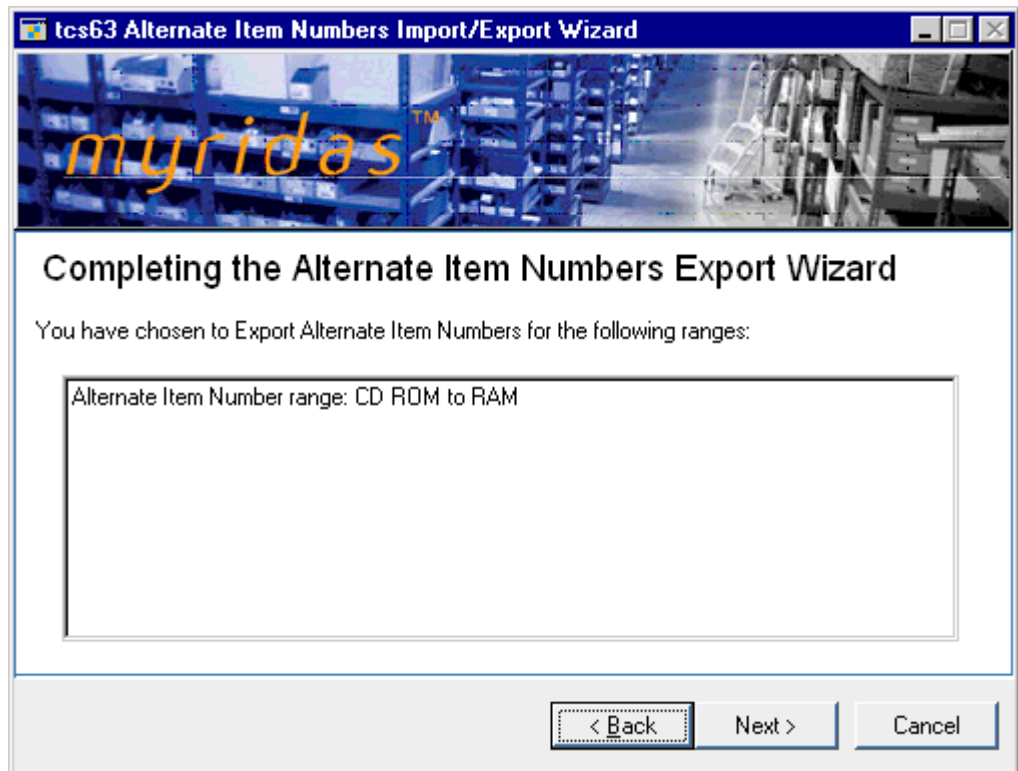 tcs63 Alternate Item Numbers Import/Export Wizard
myridas™
Completing the Alternate Item Numbers Export Wizard
You have chosen to Export Alternate Item Numbers for the following ranges:
Alternate Item Number range: CD ROM to RAM
< Back Next > Cancel